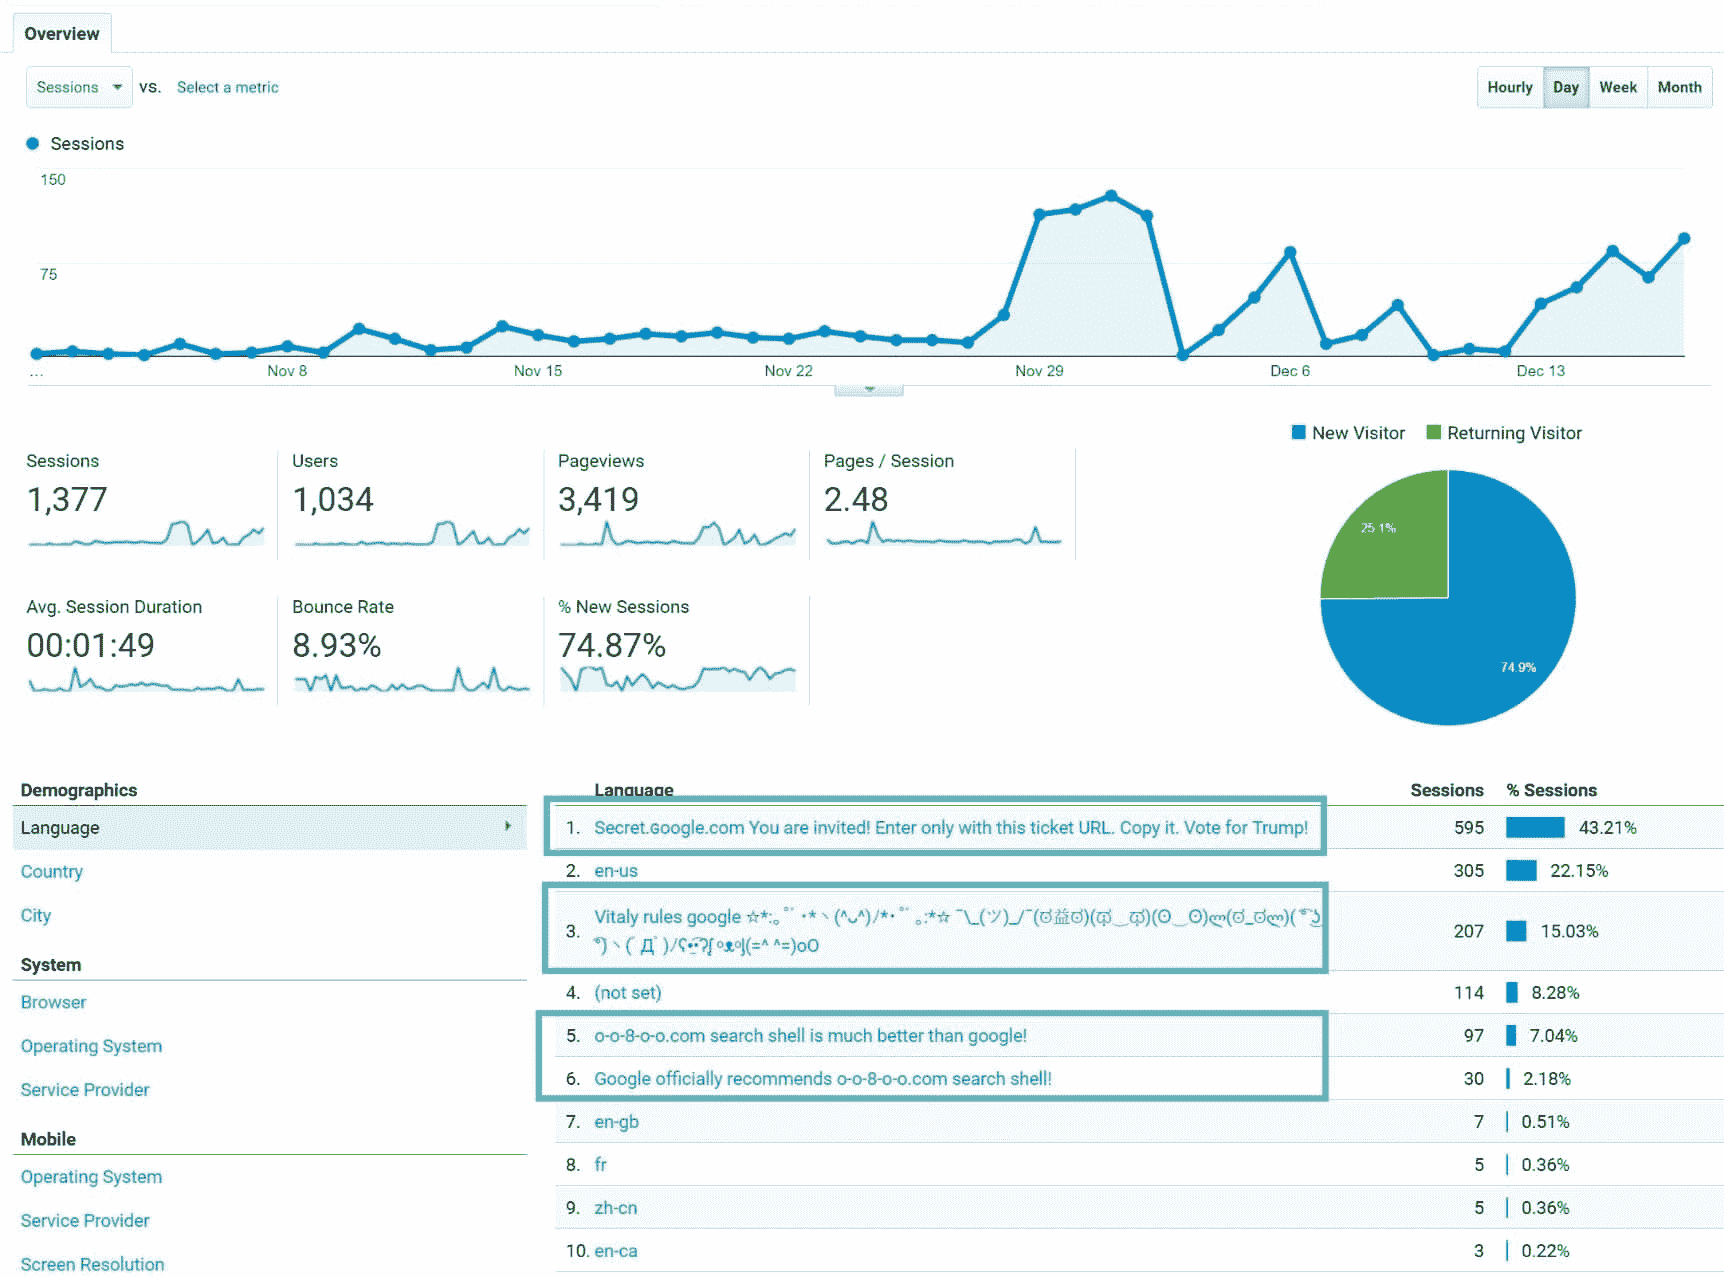 Overview
Sessions vs. Select a metric
Hourly Day Week Month
Sessions
150
75
... Nov 8 Nov 15 Nov 22 Nov 29 Dec 6 Dec 13
New Visitor Returning Visitor
Sessions Users Pageviews Pages / Session
1,377 1,034 3,419 2.48
25.1%
Avg. Session Duration Bounce Rate % New Sessions
00:01:49 8.93% 74.87%
74.9%
Demographics
Language
Country
City
System
Browser
Operating System
Service Provider
Mobile
Operating System
Service Provider
Screen Resolution
Language Sessions % Sessions
1. Secret.ɢoogle.com You are invited! Enter only with this ticket URL. Copy it. Vote for Trump! 595 43.21%
2. en-us 305 22.15%
3. Vitaly rules google ☆*:。゜゚･*ヽ(^ᴗ^)/*･゜゚。:*☆ ¯\_(ツ)_/¯(ಠ益ಠ)(ಥ‿ಥ)(ʘ‿ʘ)ლ(ಠ_ಠლ)( ͡° ͜ʖ
͡°)ヽ(ﾟДﾟ)/ʕ•̫͡•ʔᶘ ᵒᴥᵒᶅ(=^ ^=)oO 207 15.03%
4. (not set) 114 8.28%
5. o-o-8-o-o.com search shell is much better than google! 97 7.04%
6. Google officially recommends o-o-8-o-o.com search shell! 30 2.18%
7. en-gb 7 0.51%
8. fr 5 0.36%
9. zh-cn 5 0.36%
10. en-ca 3 0.22%